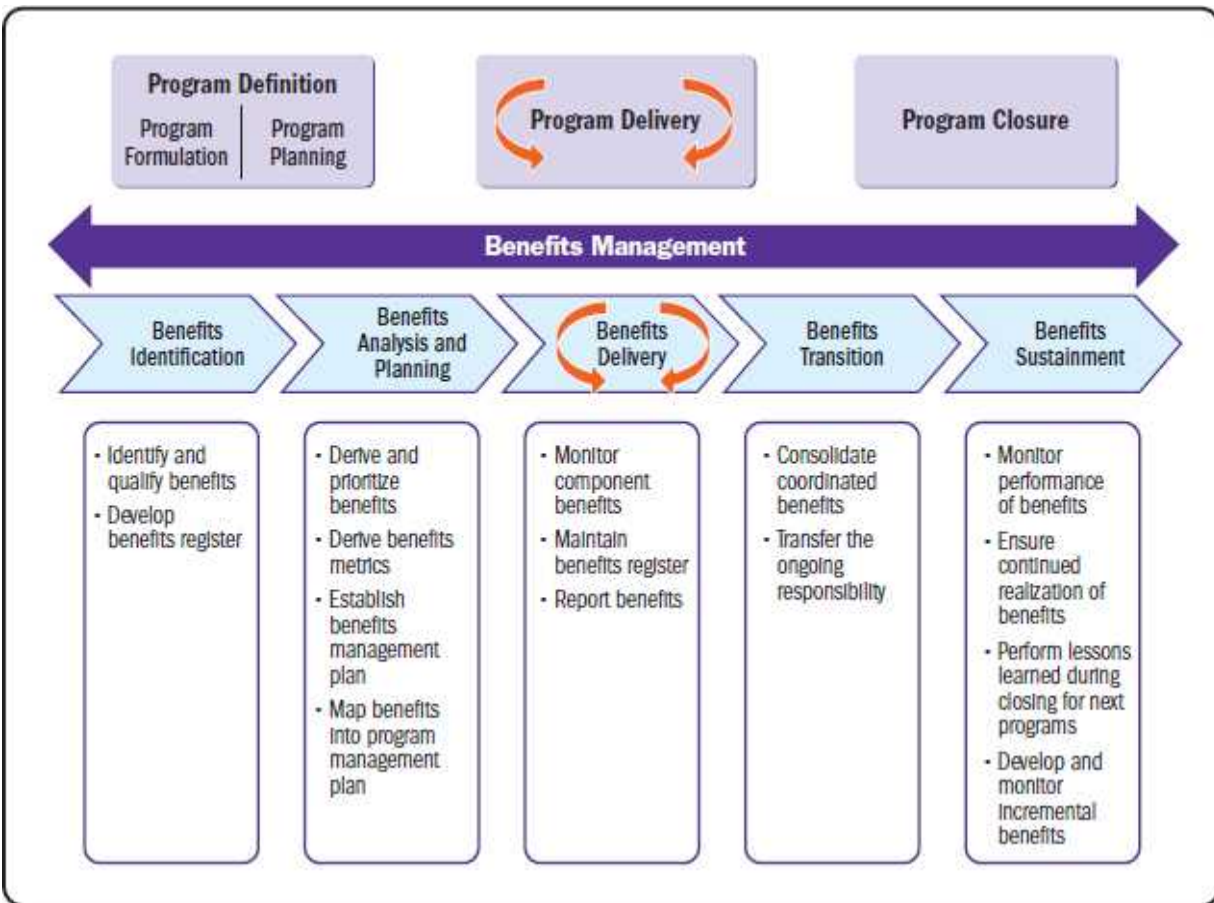 Program Definition
Program
Formulation
Program
Planning
Program Delivery
Program Closure
Benefits Management
Benefits
Identification
Benefits
Analysis and
Planning
Benefits
Delivery
Benefits
Transition
Benefits
Sustainment
• Identify and
qualify benefits
• Develop
benefits register
• Derive and
prioritize
benefits
• Derive benefits
metrics
• Establish
benefits
management
plan
• Map benefits
into program
management
plan
• Monitor
component
benefits
• Maintain
benefits register
• Report benefits
• Consolidate
coordinated
benefits
• Transfer the
ongoing
responsibility
• Monitor
performance
of benefits
• Ensure
continued
realization of
benefits
• Perform lessons
learned during
closing for next
programs
• Develop and
monitor
incremental
benefits